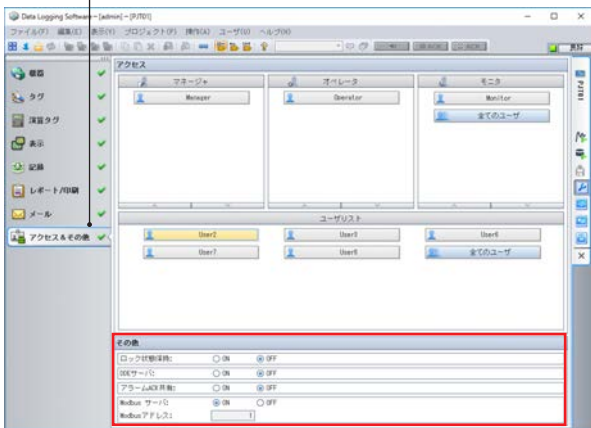 Data Logging Software - [admin] - [PJT01]
ファイル(F) 編集(E) 表示(V) プロジェクト(P) 操作(A) ユーザ(U) ヘルプ(H)
機器
タグ
演算タグ
表示
記録
レポート/印刷
メール
アクセス&その他
アクセス
マネージャ
オペレータ
モニタ
Manager
Operator
Monitor
全てのユーザ
ユーザリスト
User2
User7
全てのユーザ
PJT01
その他
ロック状態保持: ON OFF
DDEサーバ: ON OFF
アラームACK共有: ON OFF
Modbus サーバ: ON OFF
Modbusアドレス: 1